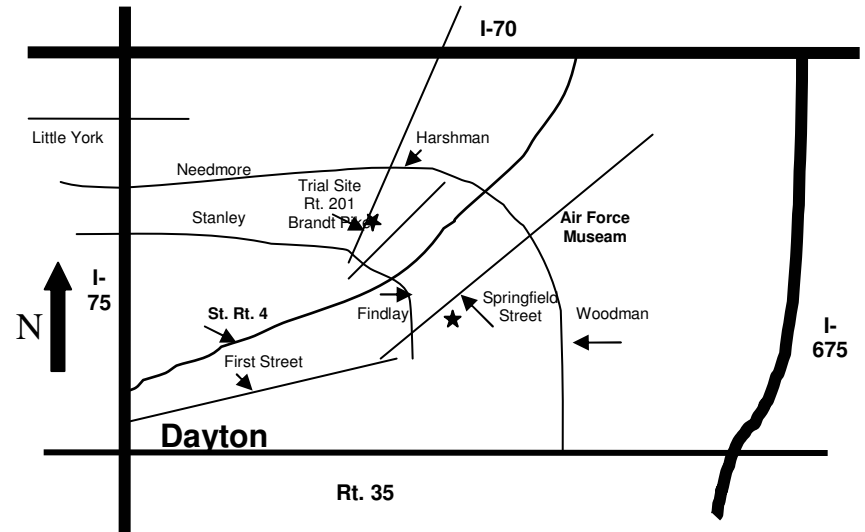 I-70
Little York
Harshman
Needmore
Trial Site
Rt. 201
Brandt Pike
Stanley
Air Force
Museam
I-
75
N
St. Rt. 4
Findlay
Springfield
Street
Woodman
First Street
I-
675
Dayton
Rt. 35